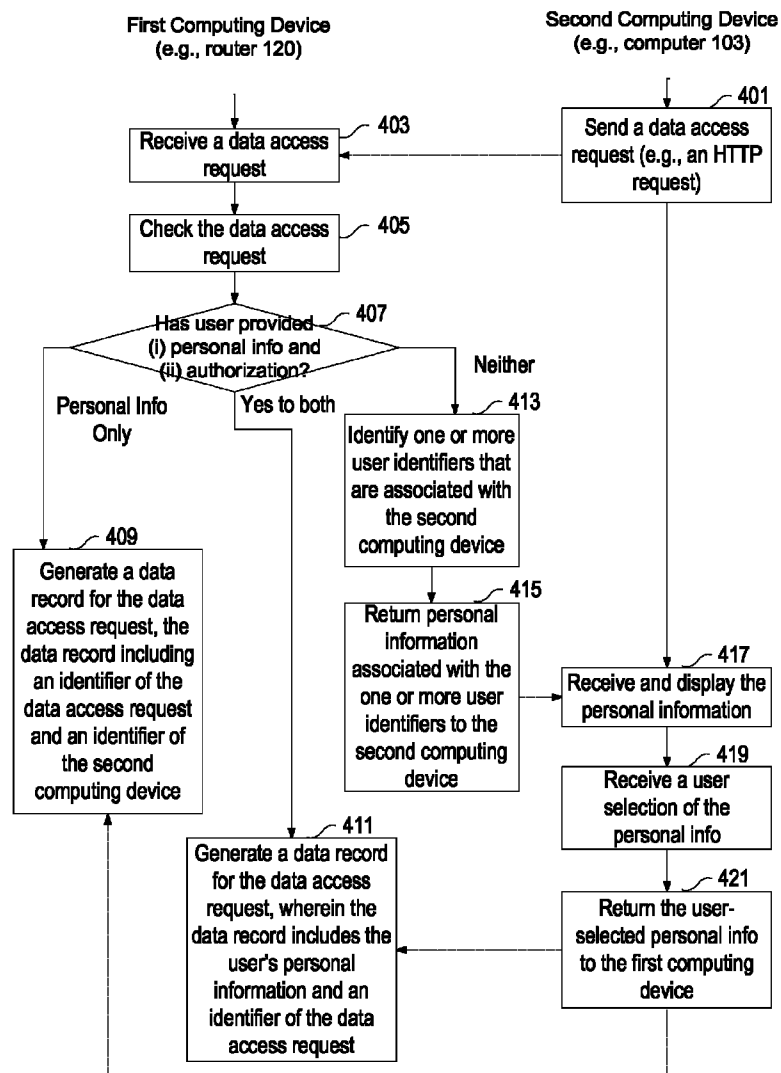 First Computing Device
(e.g., router 120)
Second Computing Device
(e.g., computer 103)
401
Send a data access
request (e.g., an HTTP
request)
403
Receive a data access
request
405
Check the data access
request
407
Has user provided
(i) personal info and
(ii) authorization?
Neither
Personal Info
Only
Yes to both
413
Identify one or more
user identifiers that
are associated with
the second
computing device
409
Generate a data
record for the data
access request, the
data record including
an identifier of the
data access request
and an identifier of
the second
computing device
415
Return personal
information
associated with the
one or more user
identifiers to the
second computing
device
417
Receive and display the
personal information
419
Receive a user
selection of the
personal info
411
Generate a data record
for the data access
request, wherein the
data record includes the
user's personal
information and an
identifier of the data
access request
421
Return the user-
selected personal info
to the first computing
device